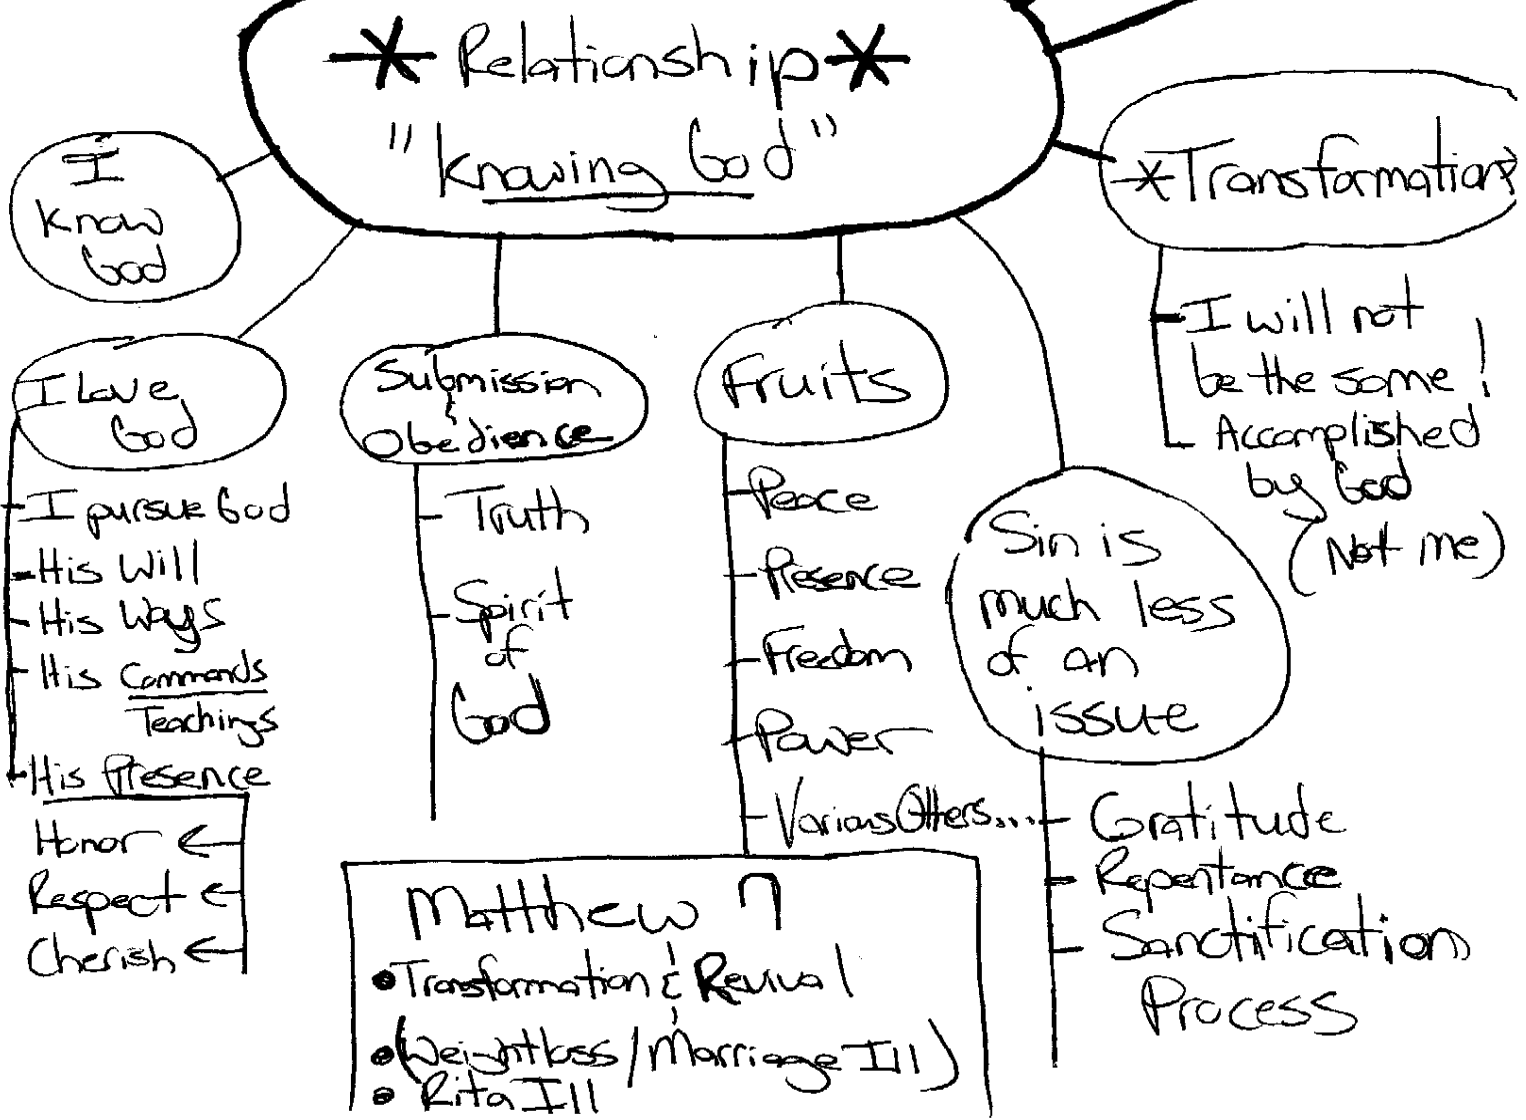 * Relationship *
"Knowing God"
I
Know
God
I Love
God
- I pursue God
- His Will
- His Ways
- His Commands
Teachings
- His Presence
Honor ←
Respect ←
Cherish ←
Submission
&
Obedience
- Truth
- Spirit
of
God
Fruits
- Peace
- Presence
- Freedom
- Power
- Various Others...
Matthew 7
• Transformation & Revival
• (Weightloss / Marriage Ill)
• Rita Ill
Sin is
much less
of an
issue
- Gratitude
- Repentance
- Sanctification
Process
*Transformation*
- I will not
be the same!
- Accomplished
by God
(Not me)